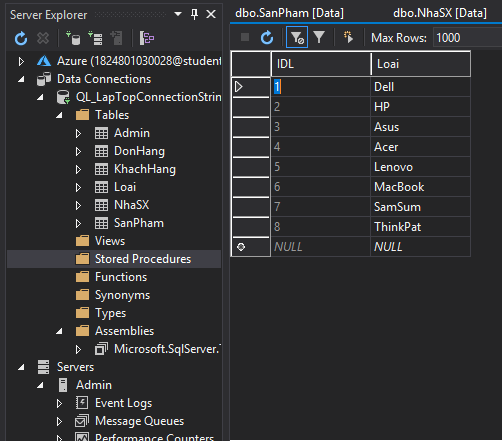 Server Explorer
Azure (1824801030028@student
Data Connections
QL_LapTopConnectionStrin
Tables
Admin
DonHang
KhachHang
Loai
NhaSX
SanPham
Views
Stored Procedures
Functions
Synonyms
Types
Assemblies
Microsoft.SqlServer.
Servers
Admin
Event Logs
Message Queues
Performance Counters
dbo.SanPham [Data]
dbo.NhaSX [Data]
Max Rows: 1000
IDL Loai
1 Dell
2 HP
3 Asus
4 Acer
5 Lenovo
6 MacBook
7 SamSum
8 ThinkPat
NULL NULL